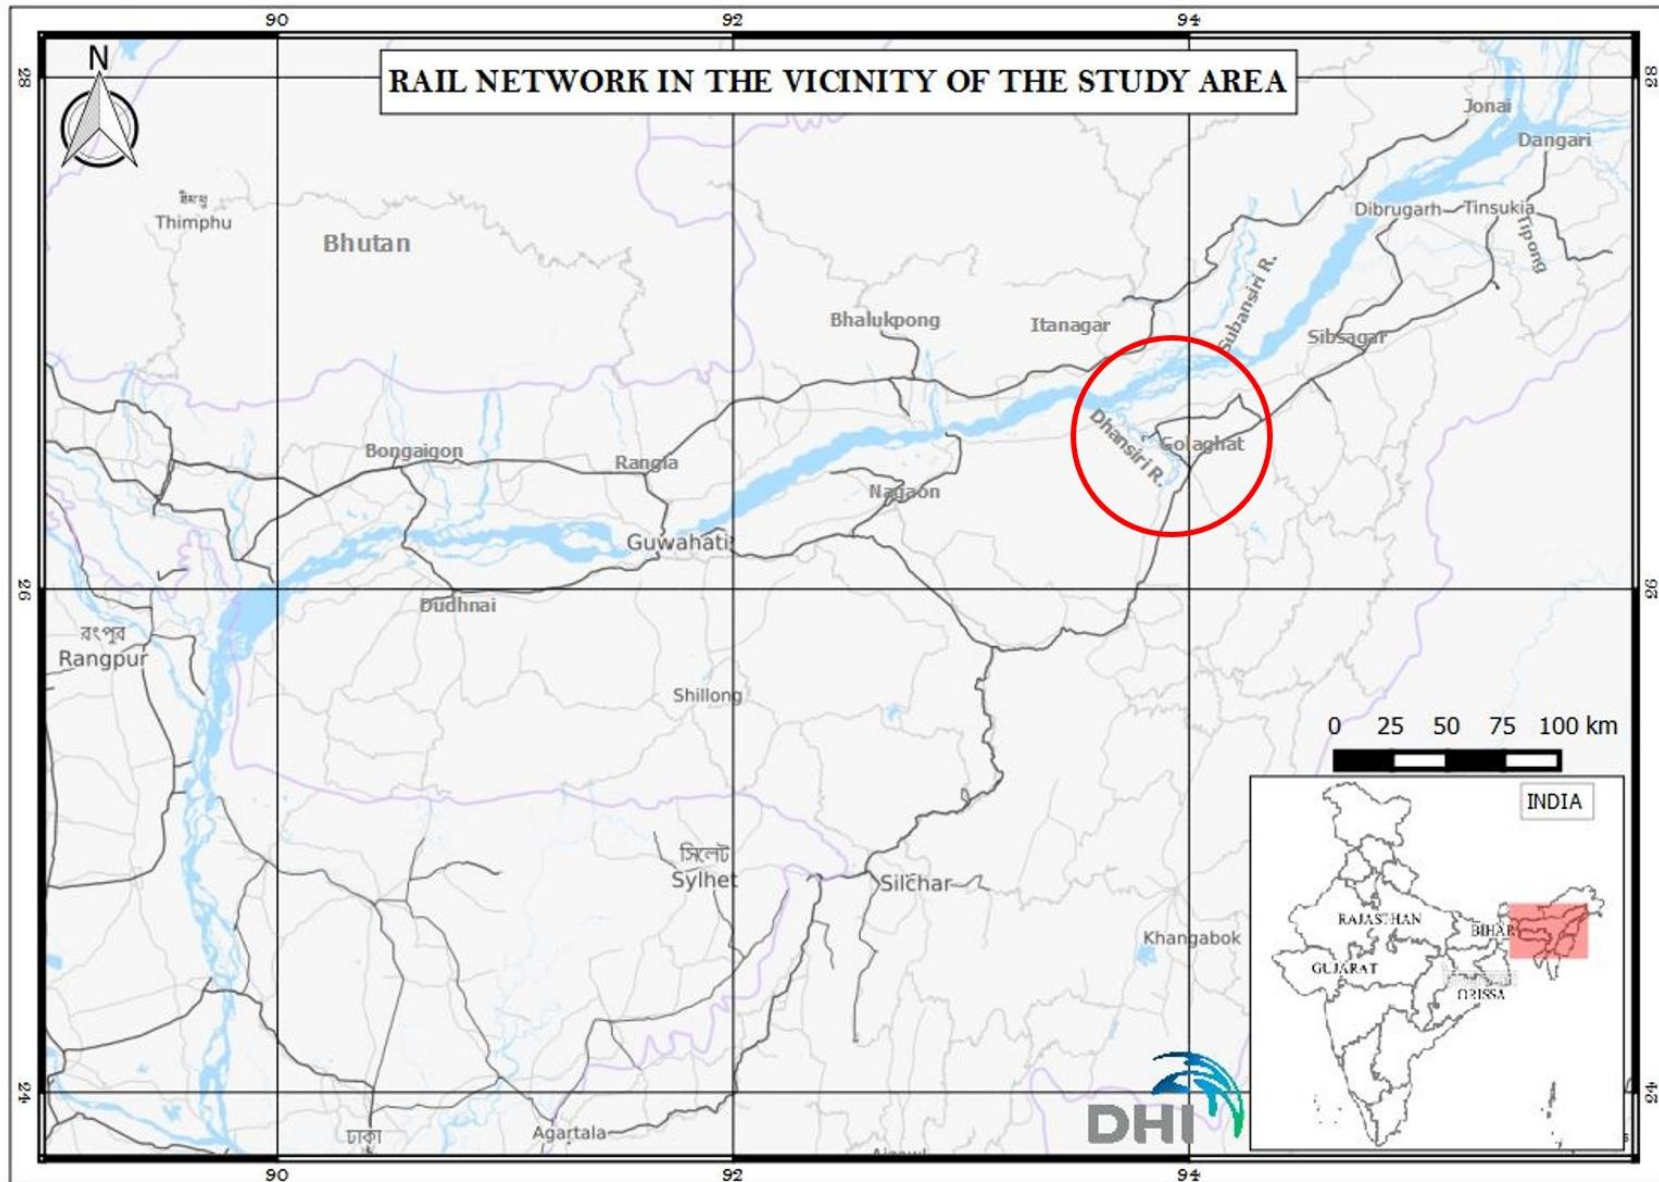 90
92
94
28
28
N
RAIL NETWORK IN THE VICINITY OF THE STUDY AREA
Jonai
Dangari
Thimphu
Bhutan
Dibrugarh
Tinsukia
Tipong
Subansiri R.
Bhalukpong
Itanagar
Sibsagar
Dhansiri R.
Golaghat
Bongaigon
Rangia
Nagaon
Guwahati
26
26
Dudhnai
রংপুর
Rangpur
Shillong
0 25 50 75 100 km
INDIA
সিলেট
Sylhet
Silchar
Khangabok
RAJASTHAN
BIHAR
GUJARAT
ORISSA
24
24
DHI
ঢাকা
Agartala
90
92
94